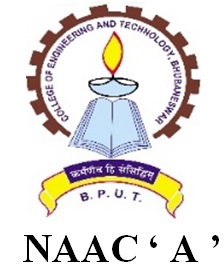 COLLEGE OF ENGINEERING AND TECHNOLOGY, BHUBANESWAR
कर्मणैव हि संसिद्धिम्
B. P. U. T.
NAAC ‘ A ’